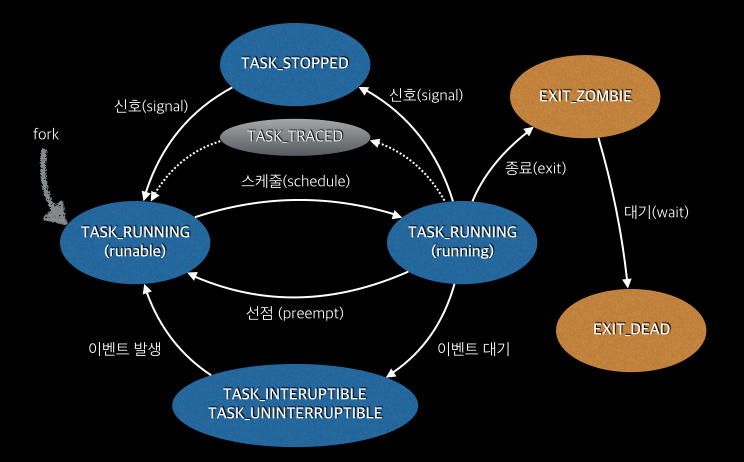 TASK_STOPPED
신호(signal)
신호(signal)
EXIT_ZOMBIE
fork
TASK_TRACED
종료(exit)
스케줄(schedule)
대기(wait)
TASK_RUNNING
(runable)
TASK_RUNNING
(running)
선점 (preempt)
EXIT_DEAD
이벤트 발생
이벤트 대기
TASK_INTERUPTIBLE
TASK_UNINTERRUPTIBLE